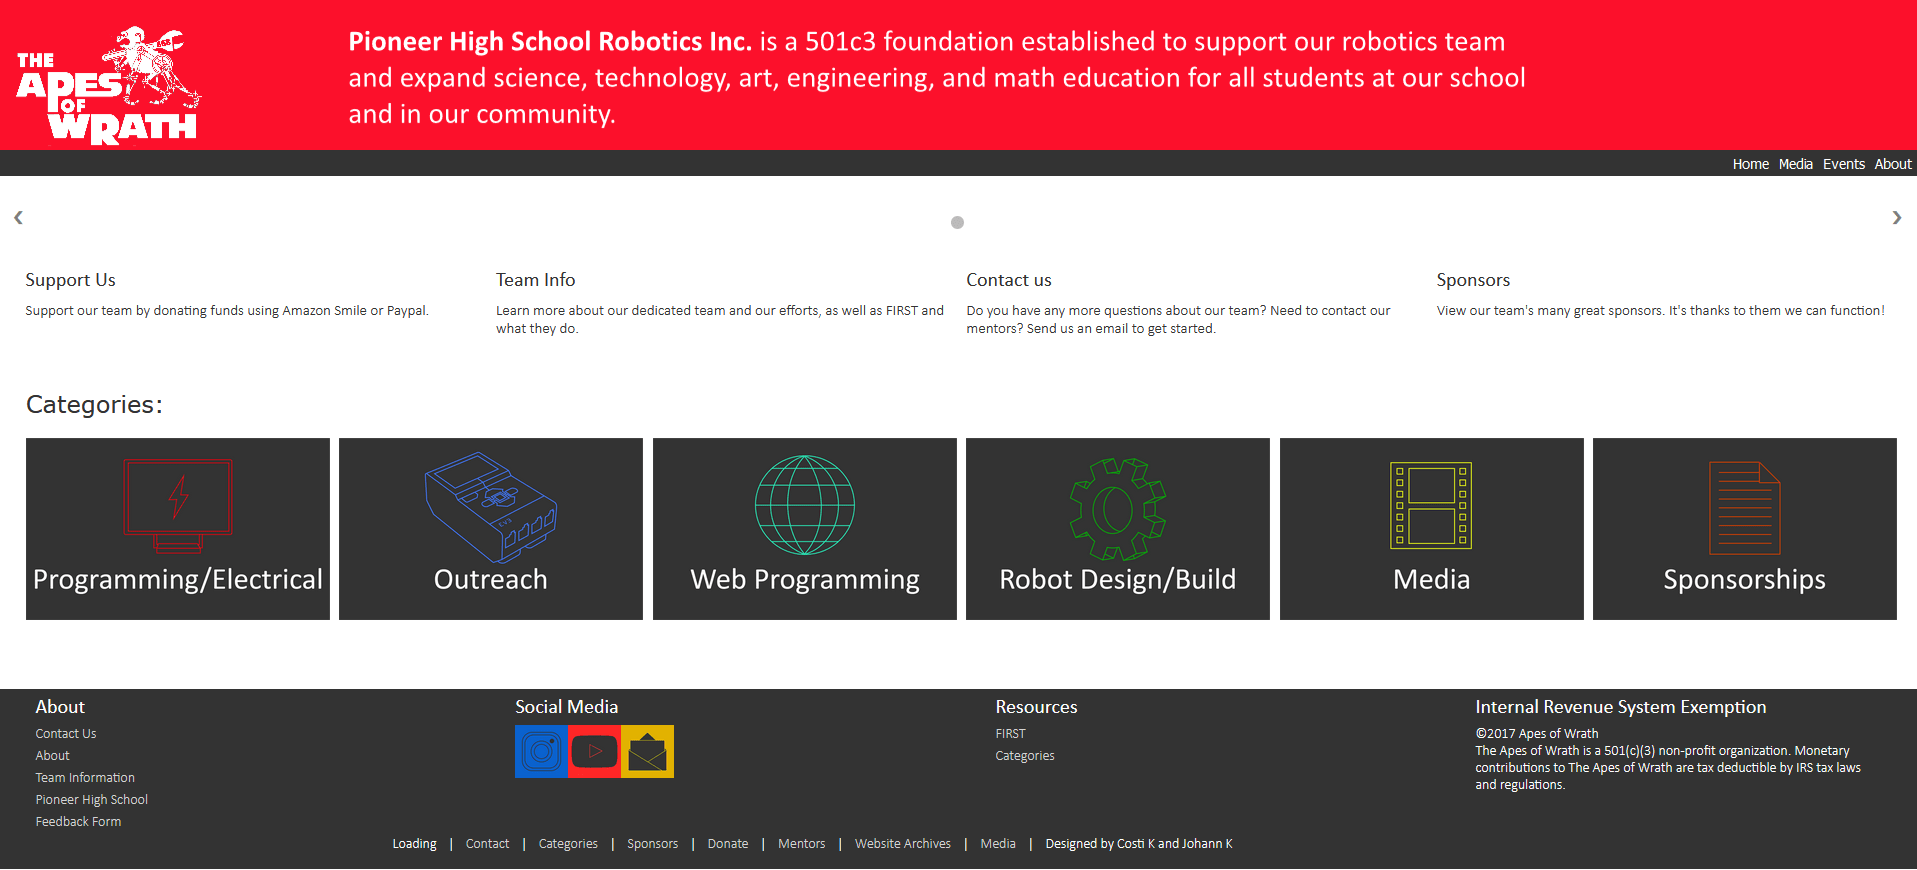 THE
APES
OF
WRATH
Pioneer High School Robotics Inc. is a 501c3 foundation established to support our robotics team
and expand science, technology, art, engineering, and math education for all students at our school
and in our community.
Home Media Events About
‹ ›
Support Us
Support our team by donating funds using Amazon Smile or Paypal.
Team Info
Learn more about our dedicated team and our efforts, as well as FIRST and
what they do.
Contact us
Do you have any more questions about our team? Need to contact our
mentors? Send us an email to get started.
Sponsors
View our team's many great sponsors. It's thanks to them we can function!
Categories:
Programming/Electrical
EV3
Outreach
Web Programming
Robot Design/Build
Media
Sponsorships
About
Contact Us
About
Team Information
Pioneer High School
Feedback Form
Social Media
Resources
FIRST
Categories
Internal Revenue System Exemption
©2017 Apes of Wrath
The Apes of Wrath is a 501(c)(3) non-profit organization. Monetary
contributions to The Apes of Wrath are tax deductible by IRS tax laws
and regulations.
Loading | Contact | Categories | Sponsors | Donate | Mentors | Website Archives | Media | Designed by Costi K and Johann K